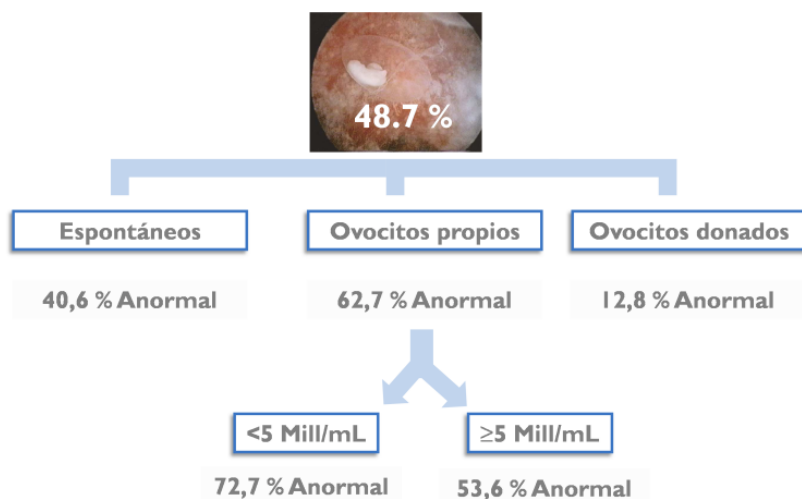 48.7 %
Espontáneos
Ovocitos propios
Ovocitos donados
40,6 % Anormal
62,7 % Anormal
12,8 % Anormal
<5 Mill/mL
≥5 Mill/mL
72,7 % Anormal
53,6 % Anormal